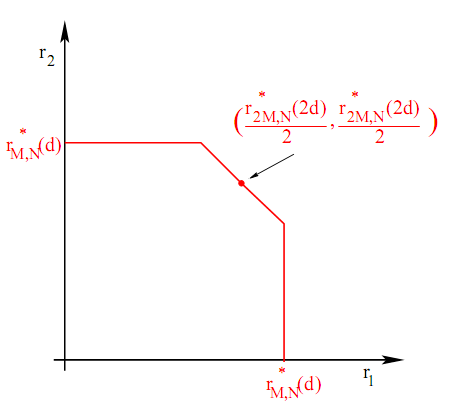 r₂
(r*₂M,N(2d)/2, r*₂M,N(2d)/2)
r*M,N(d)
r*M,N(d)
r₁